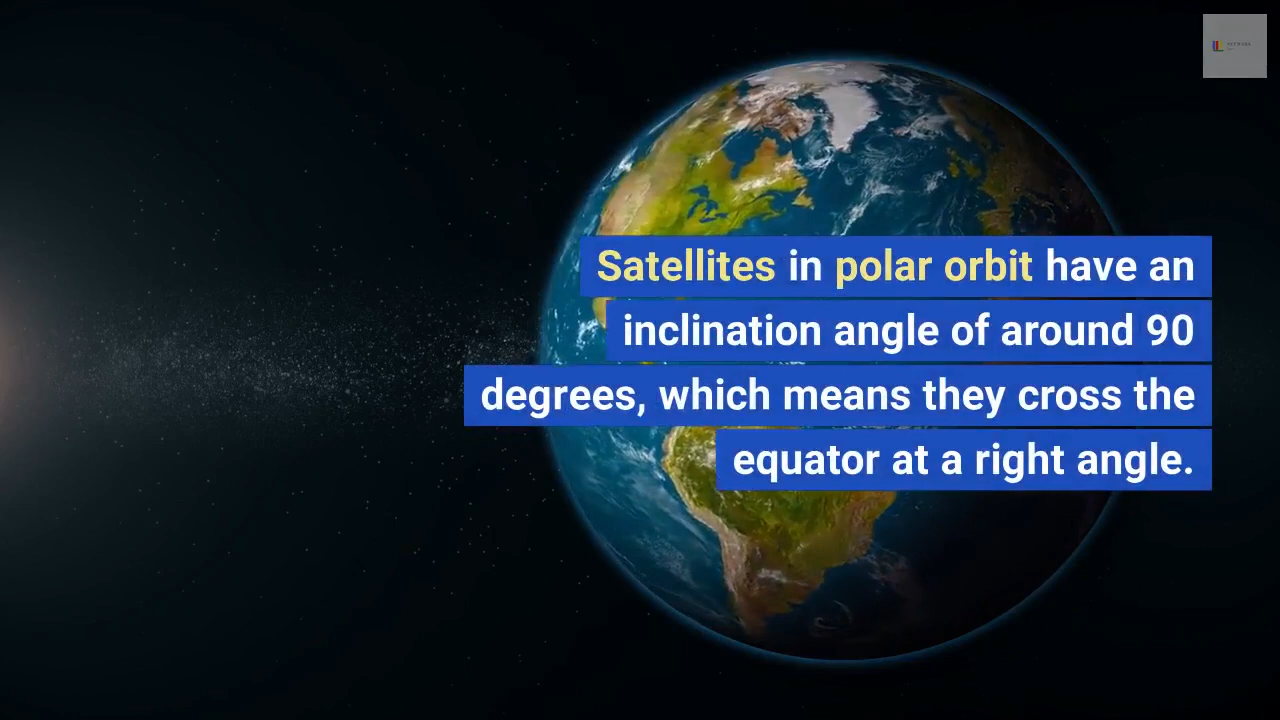 Satellites in polar orbit have an
inclination angle of around 90
degrees, which means they cross the
equator at a right angle.